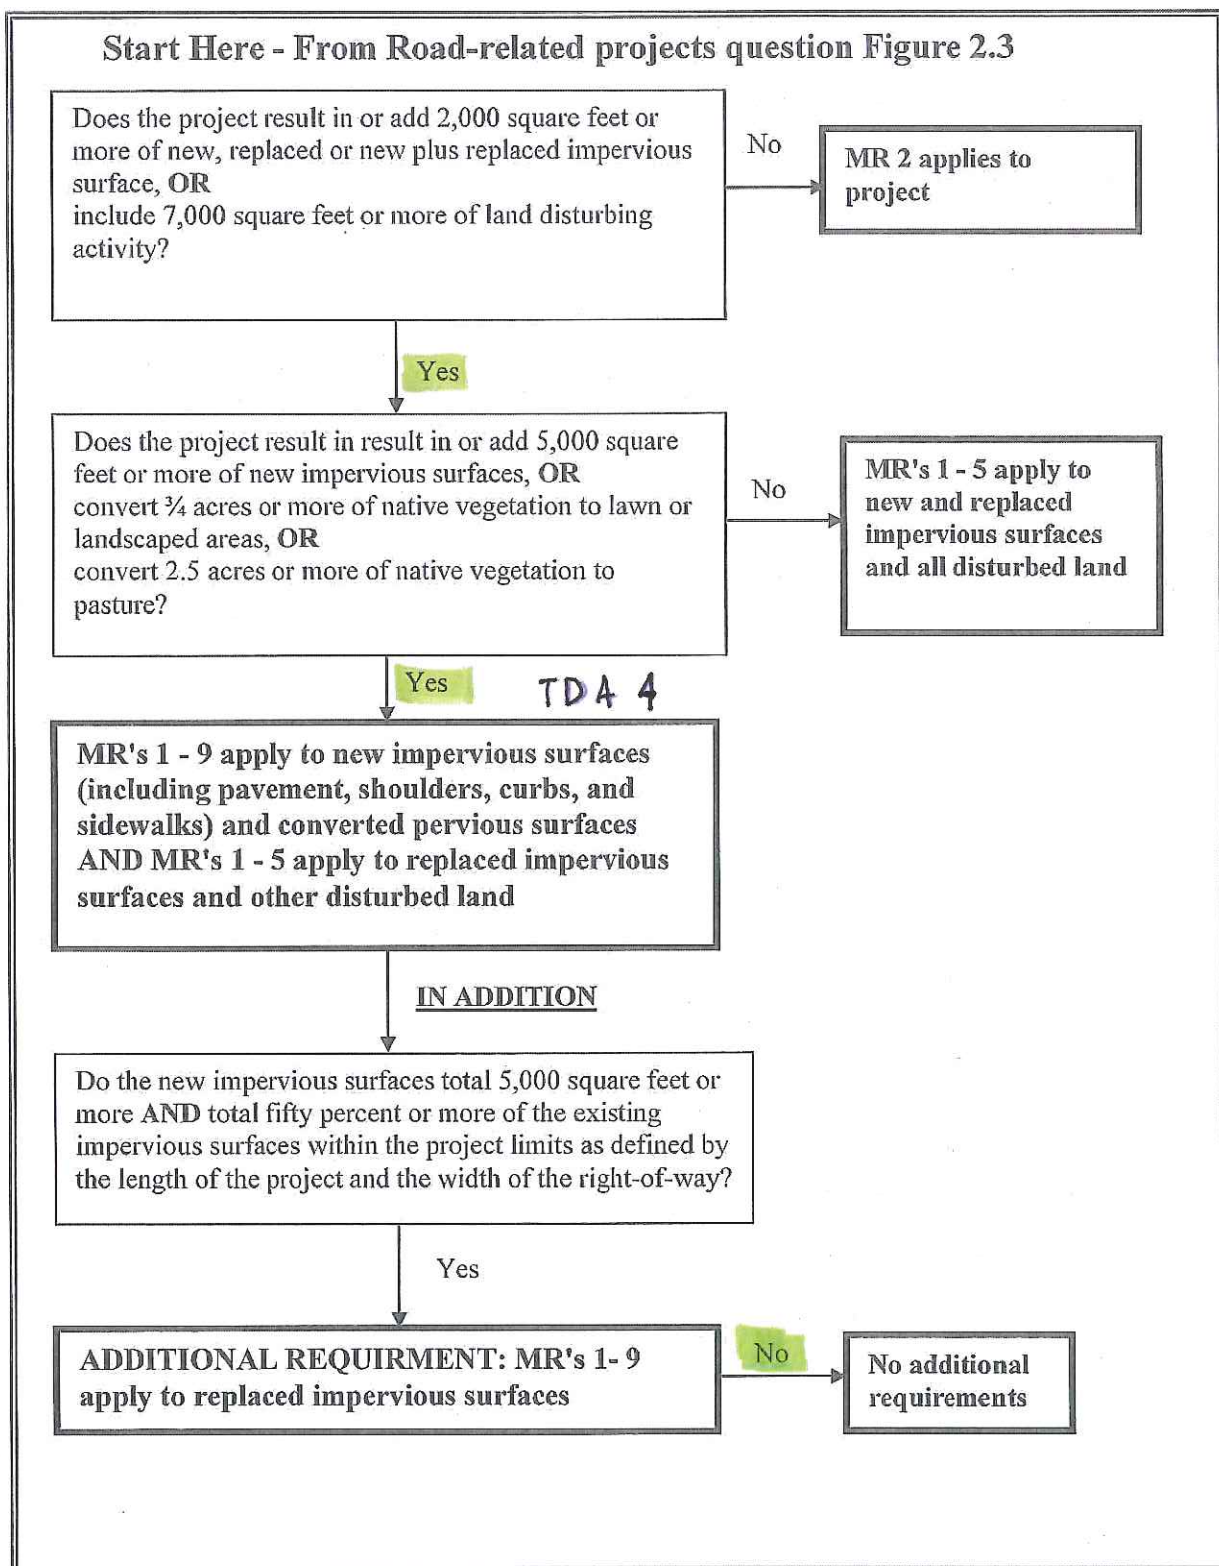 Start Here - From Road-related projects question Figure 2.3
Does the project result in or add 2,000 square feet or
more of new, replaced or new plus replaced impervious
surface, OR
include 7,000 square feet or more of land disturbing
activity?
No
MR 2 applies to
project
Yes
Does the project result in result in or add 5,000 square
feet or more of new impervious surfaces, OR
convert ¾ acres or more of native vegetation to lawn or
landscaped areas, OR
convert 2.5 acres or more of native vegetation to
pasture?
No
MR's 1 - 5 apply to
new and replaced
impervious surfaces
and all disturbed land
Yes
TDA 4
MR's 1 - 9 apply to new impervious surfaces
(including pavement, shoulders, curbs, and
sidewalks) and converted pervious surfaces
AND MR's 1 - 5 apply to replaced impervious
surfaces and other disturbed land
IN ADDITION
Do the new impervious surfaces total 5,000 square feet or
more AND total fifty percent or more of the existing
impervious surfaces within the project limits as defined by
the length of the project and the width of the right-of-way?
Yes
ADDITIONAL REQUIRMENT: MR's 1- 9
apply to replaced impervious surfaces
No
No additional
requirements